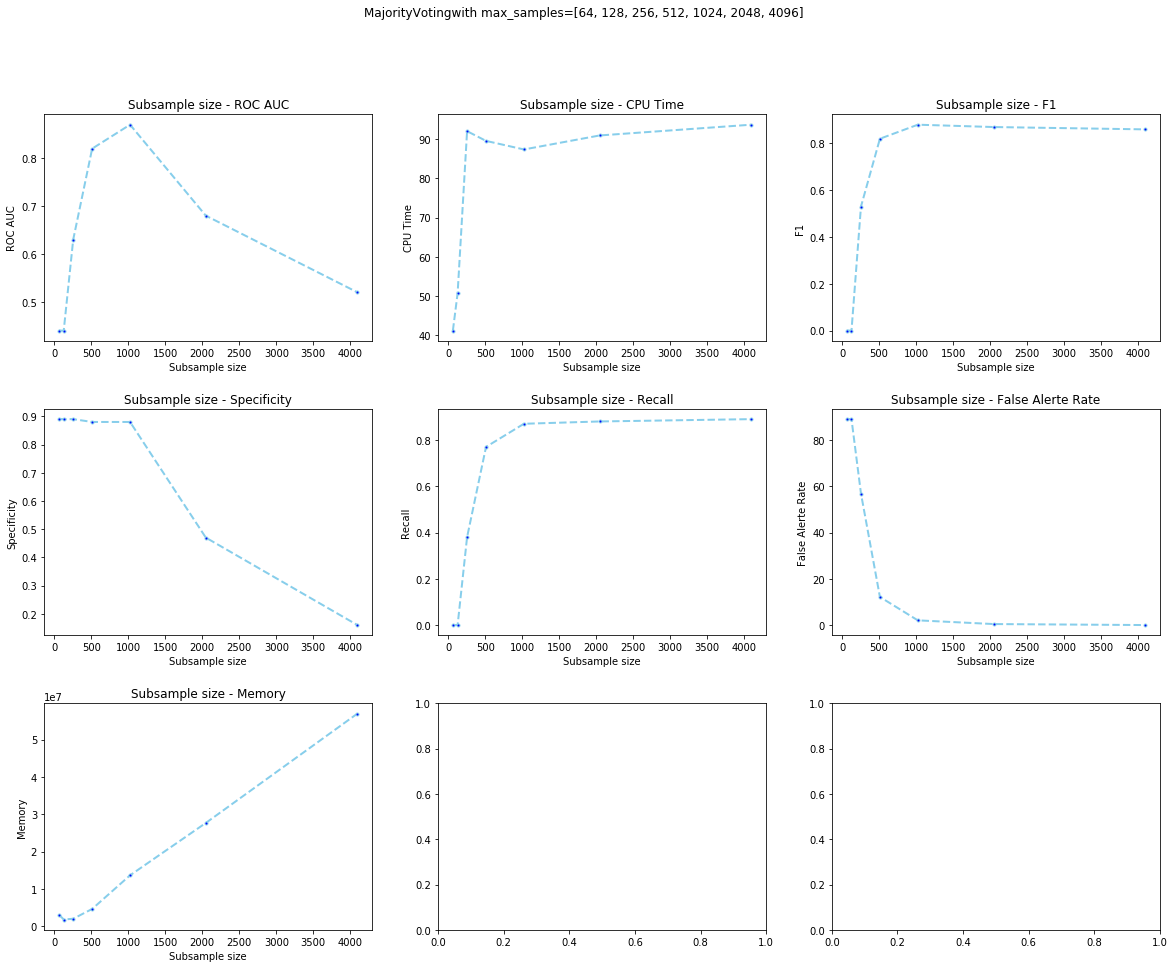 MajorityVotingwith max_samples=[64, 128, 256, 512, 1024, 2048, 4096]
Subsample size - ROC AUC
ROC AUC
0.8
0.7
0.6
0.5
0 500 1000 1500 2000 2500 3000 3500 4000
Subsample size
Subsample size - CPU Time
CPU Time
90
80
70
60
50
40
0 500 1000 1500 2000 2500 3000 3500 4000
Subsample size
Subsample size - F1
F1
0.8
0.6
0.4
0.2
0.0
0 500 1000 1500 2000 2500 3000 3500 4000
Subsample size
Subsample size - Specificity
Specificity
0.9
0.8
0.7
0.6
0.5
0.4
0.3
0.2
0 500 1000 1500 2000 2500 3000 3500 4000
Subsample size
Subsample size - Recall
Recall
0.8
0.6
0.4
0.2
0.0
0 500 1000 1500 2000 2500 3000 3500 4000
Subsample size
Subsample size - False Alerte Rate
False Alerte Rate
80
60
40
20
0
0 500 1000 1500 2000 2500 3000 3500 4000
Subsample size
Subsample size - Memory
1e7
Memory
5
4
3
2
1
0
0 500 1000 1500 2000 2500 3000 3500 4000
Subsample size
1.0
0.8
0.6
0.4
0.2
0.0
0.0 0.2 0.4 0.6 0.8 1.0
1.0
0.8
0.6
0.4
0.2
0.0
0.0 0.2 0.4 0.6 0.8 1.0